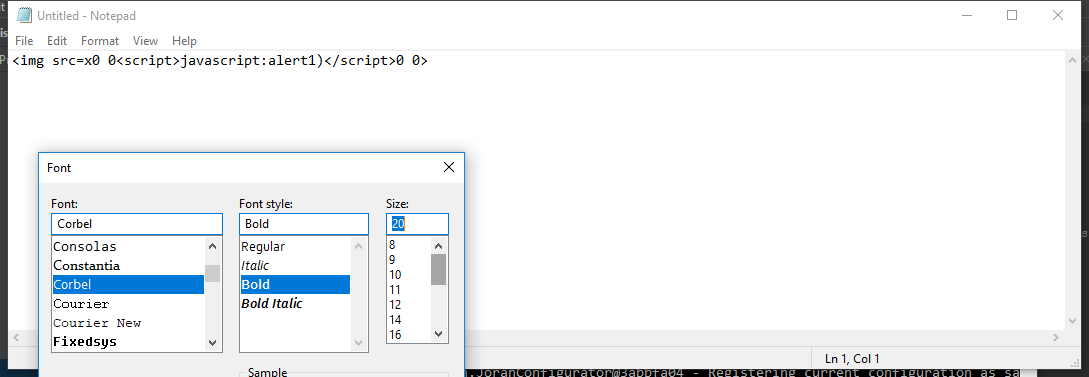 Untitled - Notepad
File Edit Format View Help
<img src=x0 0<script>javascript:alert1)</script>0 0>
Font
Font: Font style: Size:
Corbel Bold 20
Consolas Regular 8
Constantia Italic 9
Corbel Bold 10
Courier Bold Italic 11
Courier New 12
Fixedsys 14
16
Sample
Ln 1, Col 1
.JoranConfigurator@3abbfa04 - Registering current configuration as sa